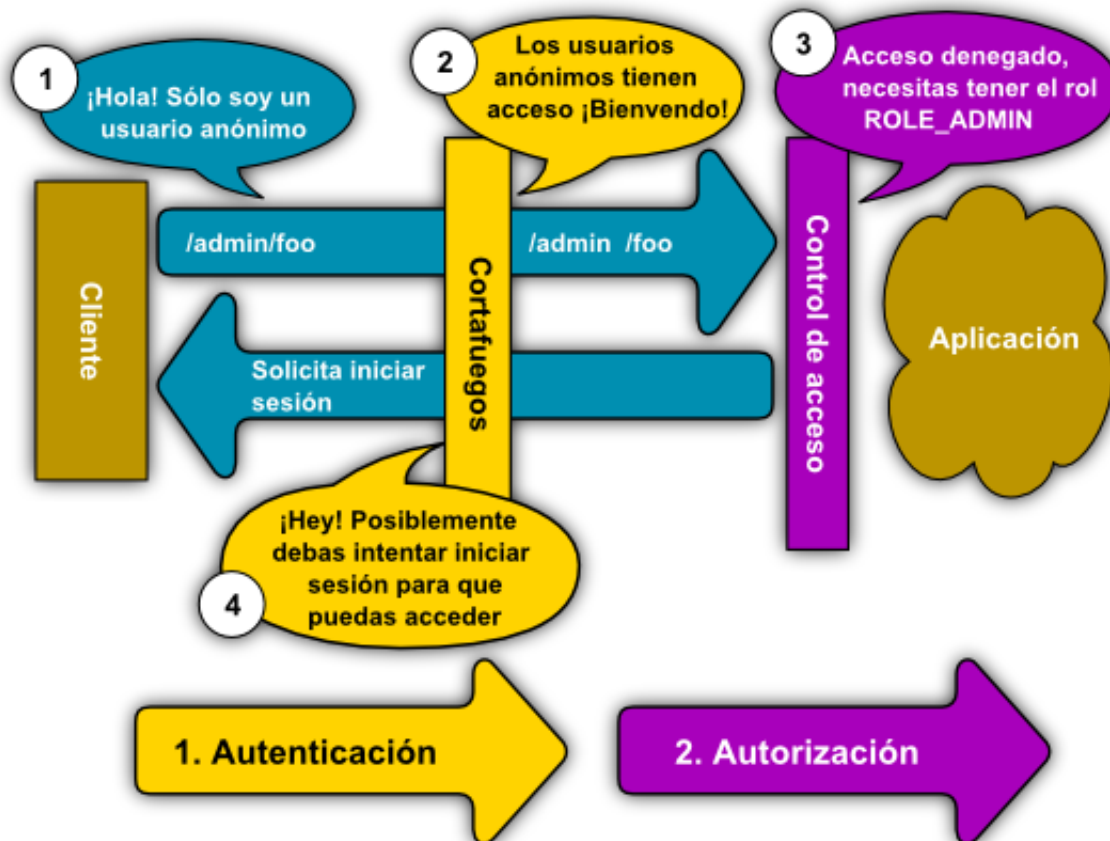 1
¡Hola! Sólo soy un
usuario anónimo
2
Los usuarios
anónimos tienen
acceso ¡Bienvendo!
3
Acceso denegado,
necesitas tener el rol
ROLE_ADMIN
Cliente
/admin/foo
Cortafuegos
/admin /foo
Control de acceso
Aplicación
Solicita iniciar
sesión
¡Hey! Posiblemente
debas intentar iniciar
sesión para que
puedas acceder
4
1. Autenticación
2. Autorización